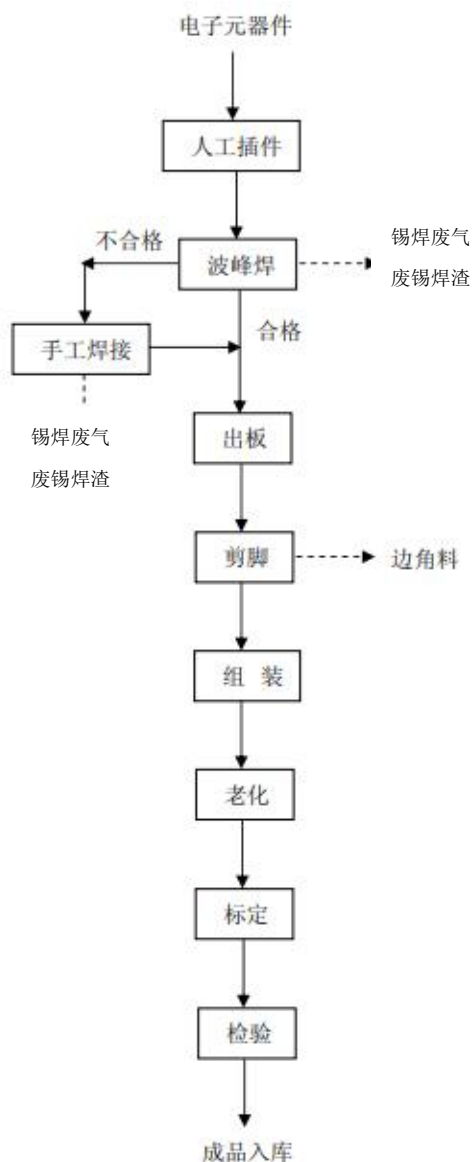 电子元器件
人工插件
不合格
波峰焊
锡焊废气
废锡焊渣
手工焊接
合格
锡焊废气
废锡焊渣
出板
剪脚
边角料
组 装
老化
标定
检验
成品入库